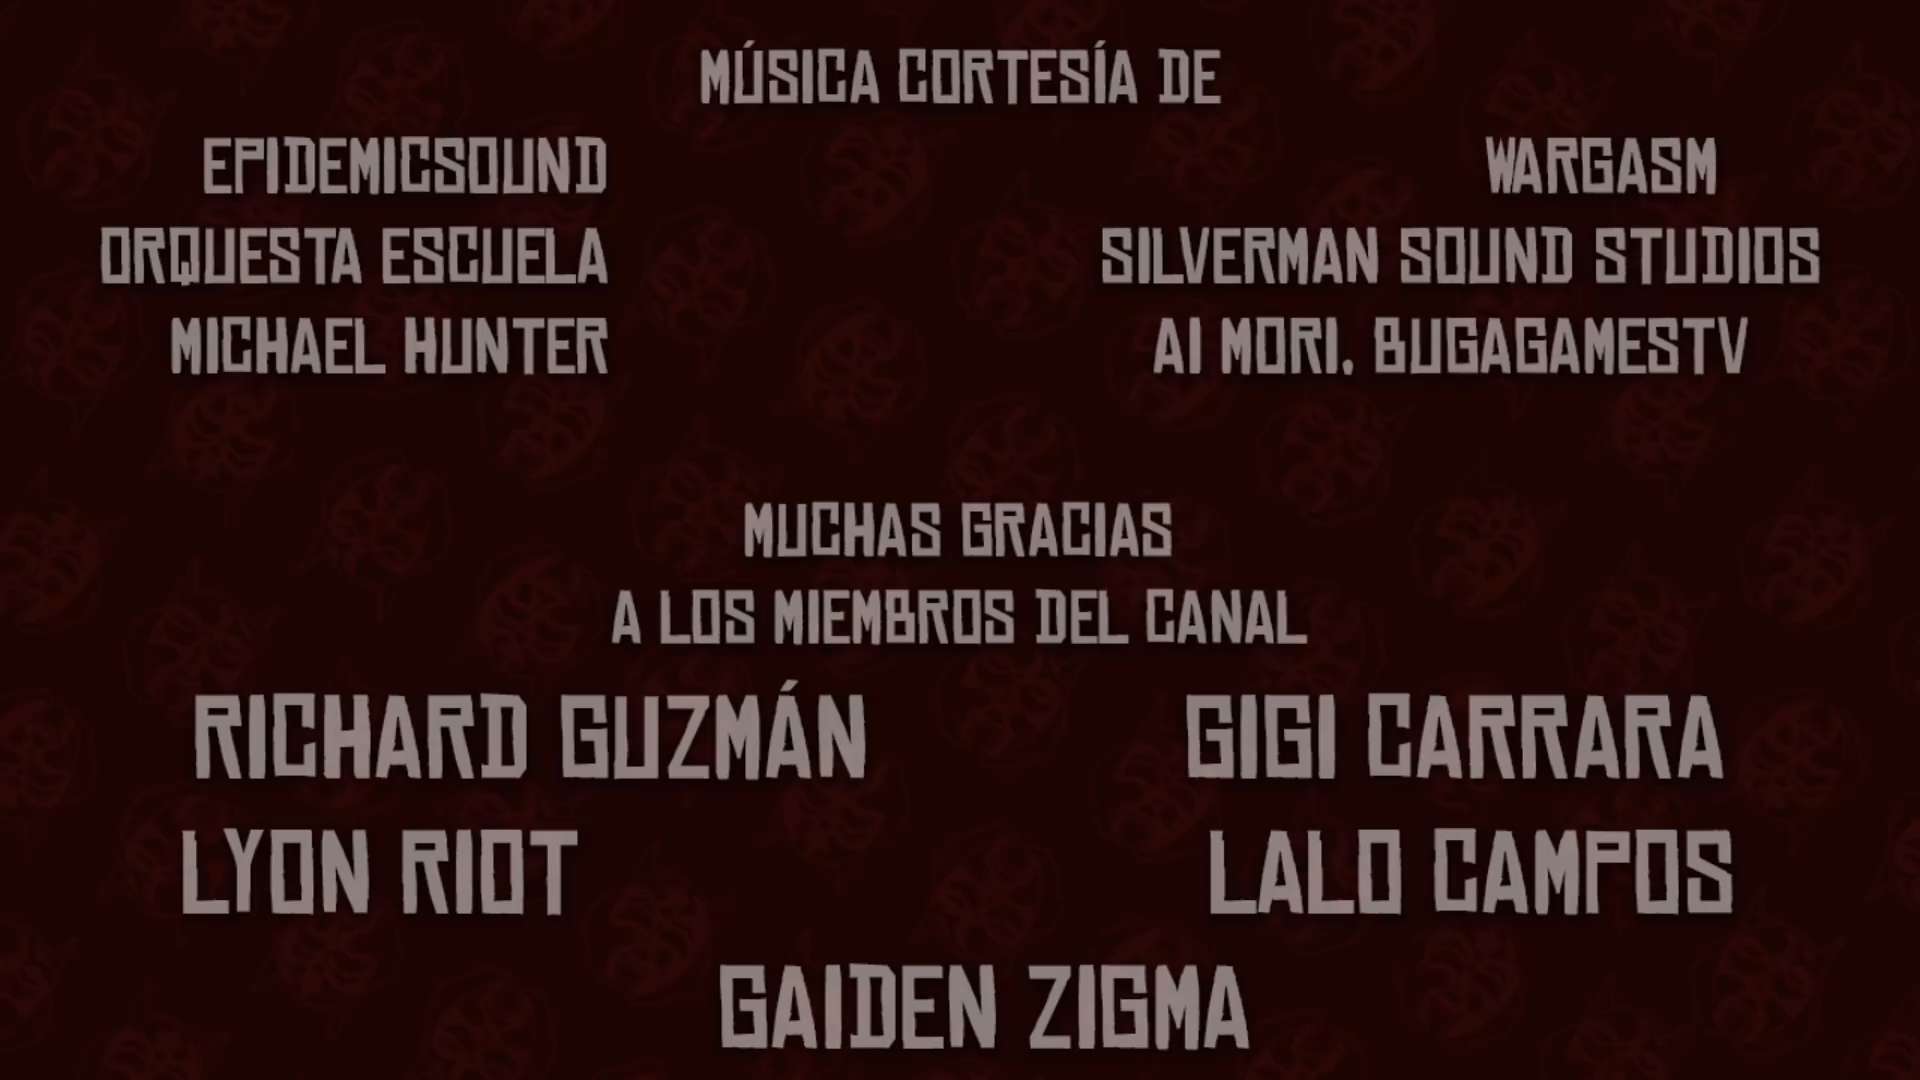 MÚSICA CORTESÍA DE
EPIDEMICSOUND
ORQUESTA ESCUELA
MICHAEL HUNTER
WARGASM
SILVERMAN SOUND STUDIOS
AI MORI, BUGAGAMESTV
MUCHAS GRACIAS
A LOS MIEMBROS DEL CANAL
RICHARD GUZMÁN
GIGI CARRARA
LYON RIOT
LALO CAMPOS
GAIDEN ZIGMA